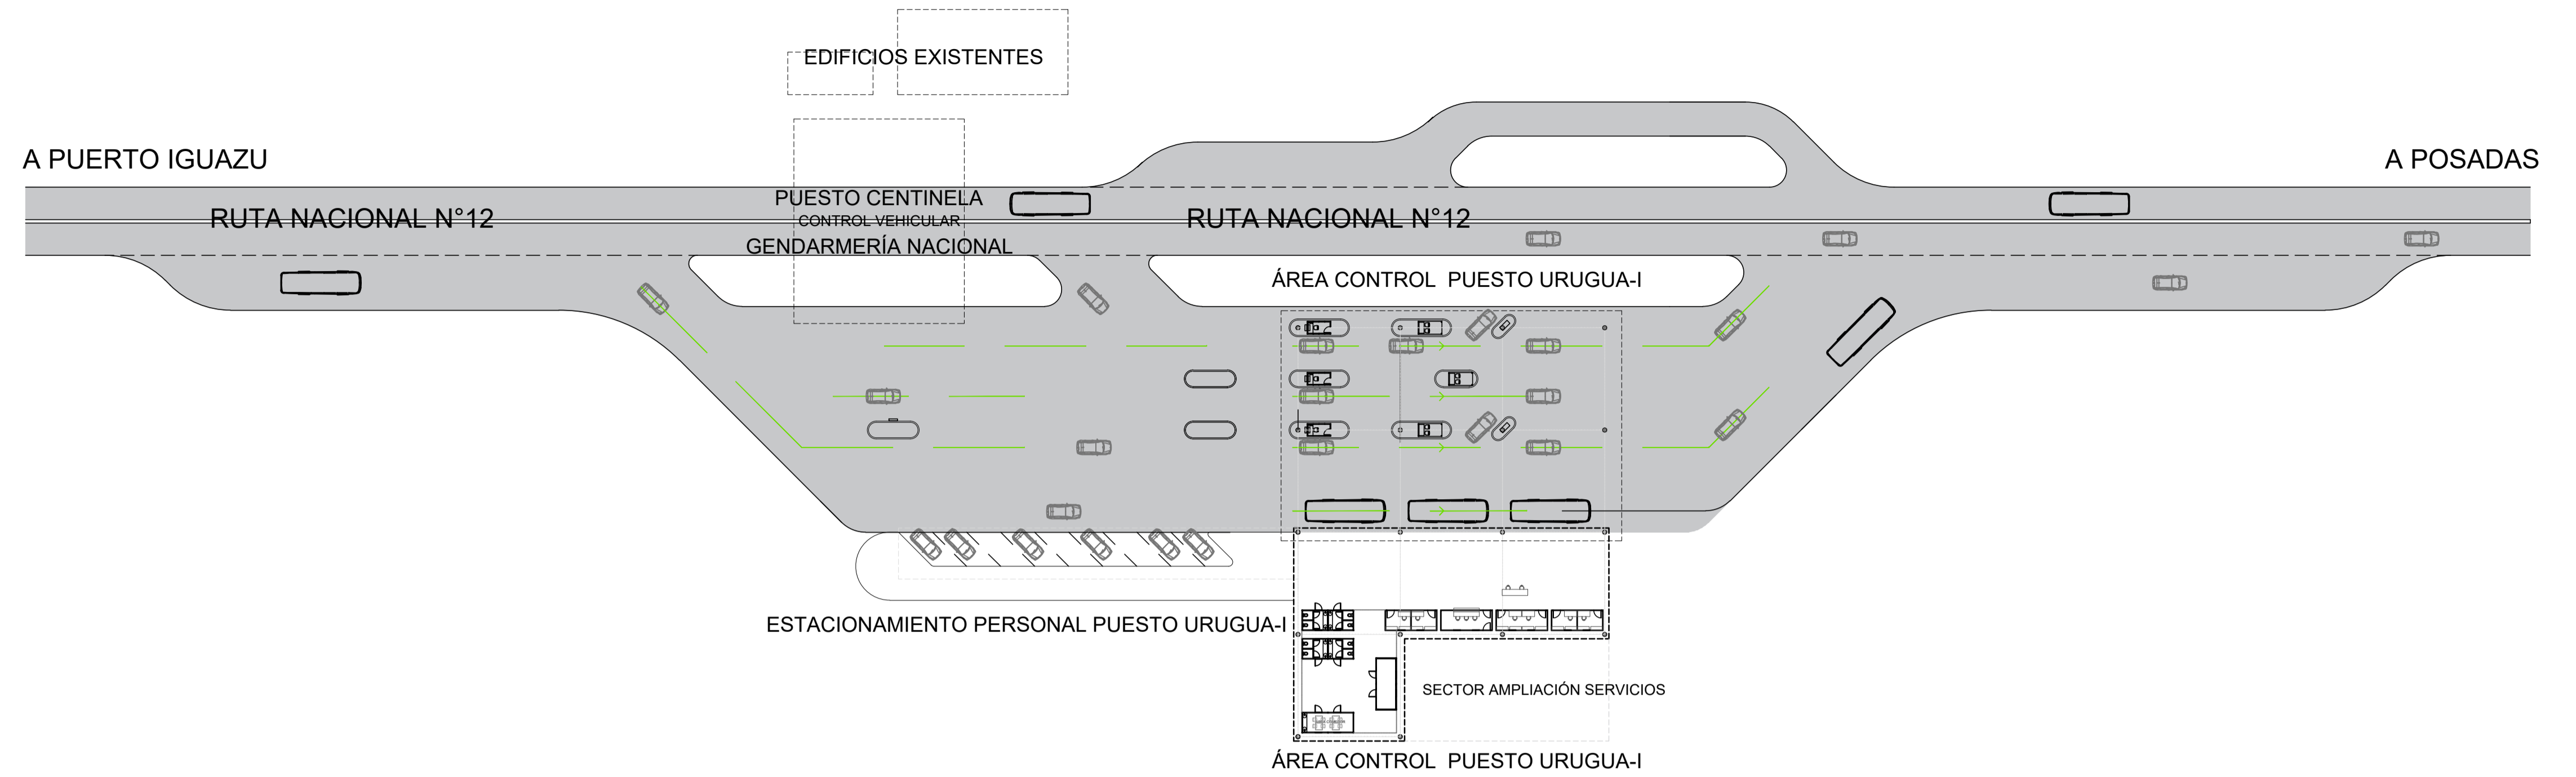 EDIFICIOS EXISTENTES
A PUERTO IGUAZU
A POSADAS
RUTA NACIONAL N°12
PUESTO CENTINELA
CONTROL VEHICULAR
GENDARMERÍA NACIONAL
RUTA NACIONAL N°12
ÁREA CONTROL PUESTO URUGUA-I
ESTACIONAMIENTO PERSONAL PUESTO URUGUA-I
SECTOR AMPLIACIÓN SERVICIOS
ÁREA CONTROL PUESTO URUGUA-I